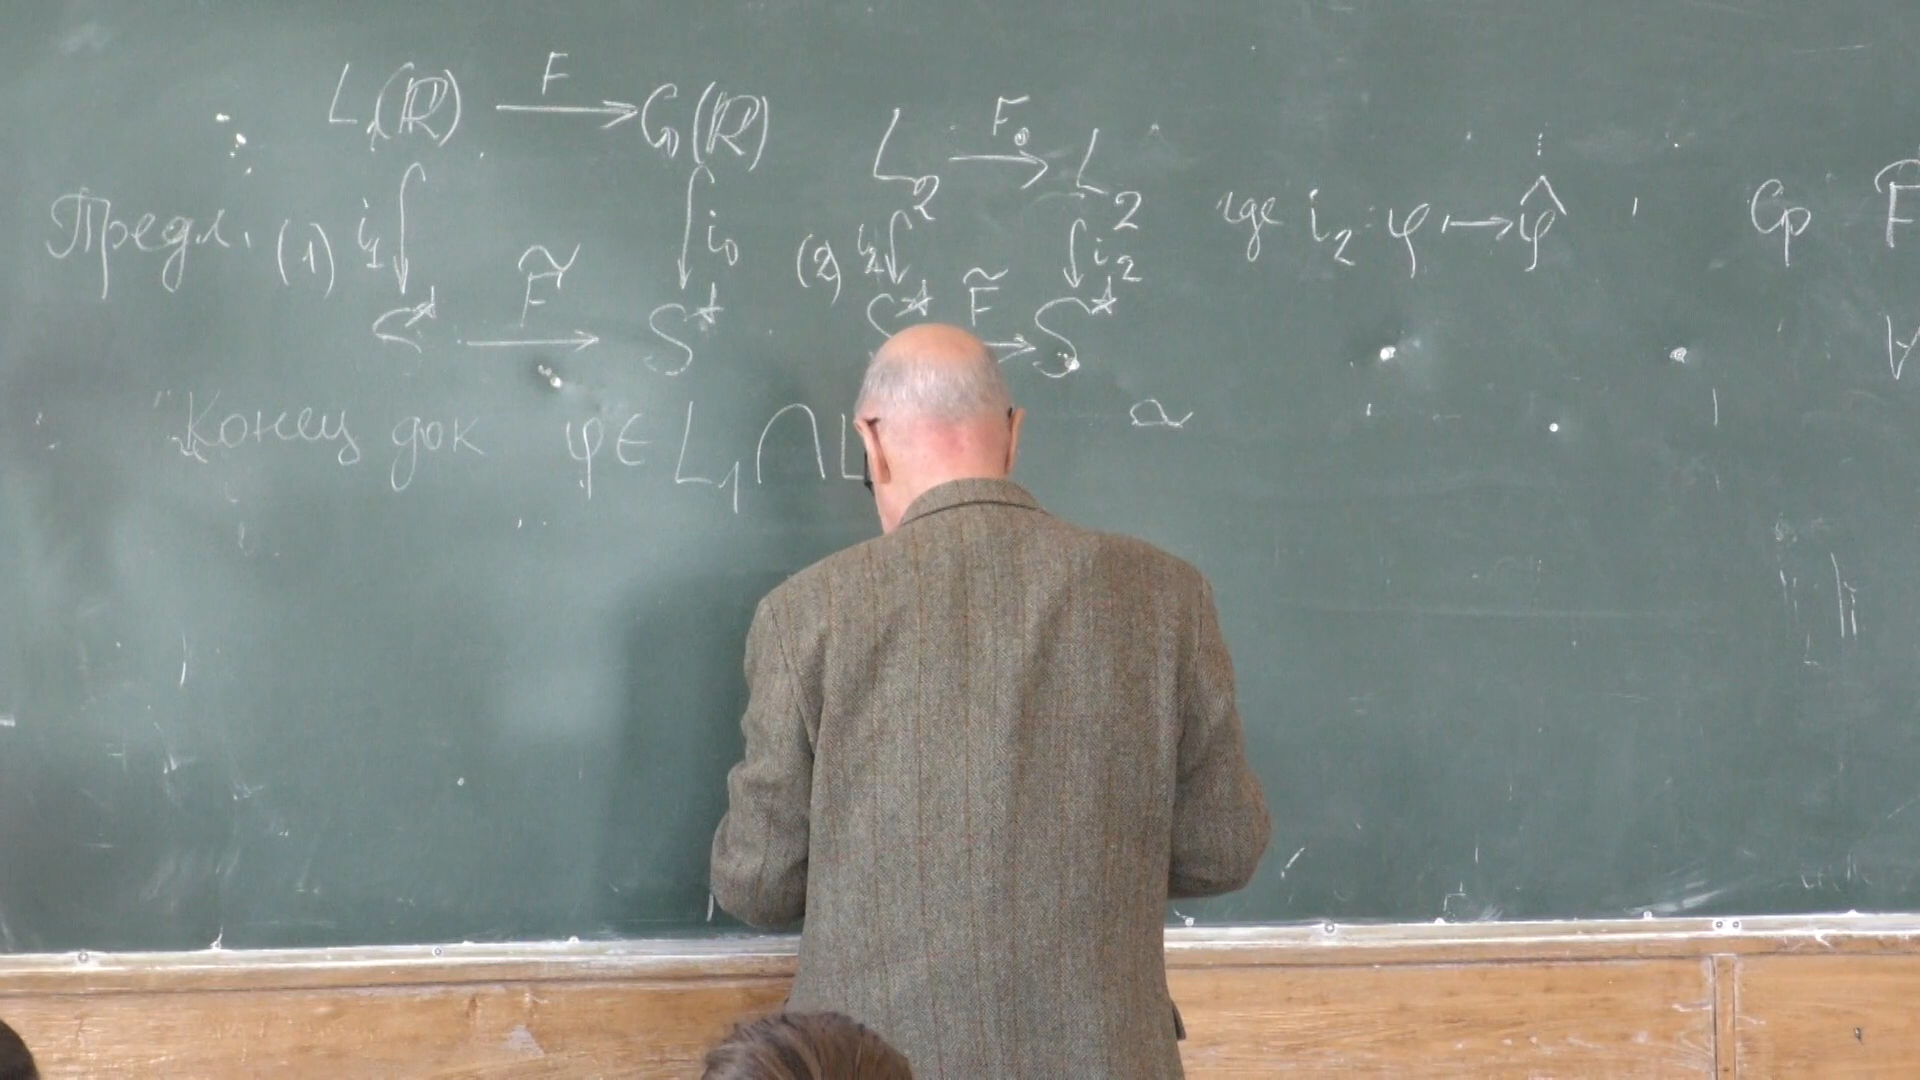 L₁(ℝ) —F→ C₀(ℝ) L₂ —F₀→ L₂
Предл. (1) i₁ i₀ (2) i₂ i₂ где i₂ φ ↦ φ̂ Ср F̂
S* —F̃→ S* S* —F̃→ S* ∀
"Конец док φ ∈ L₁ ∩ L ~